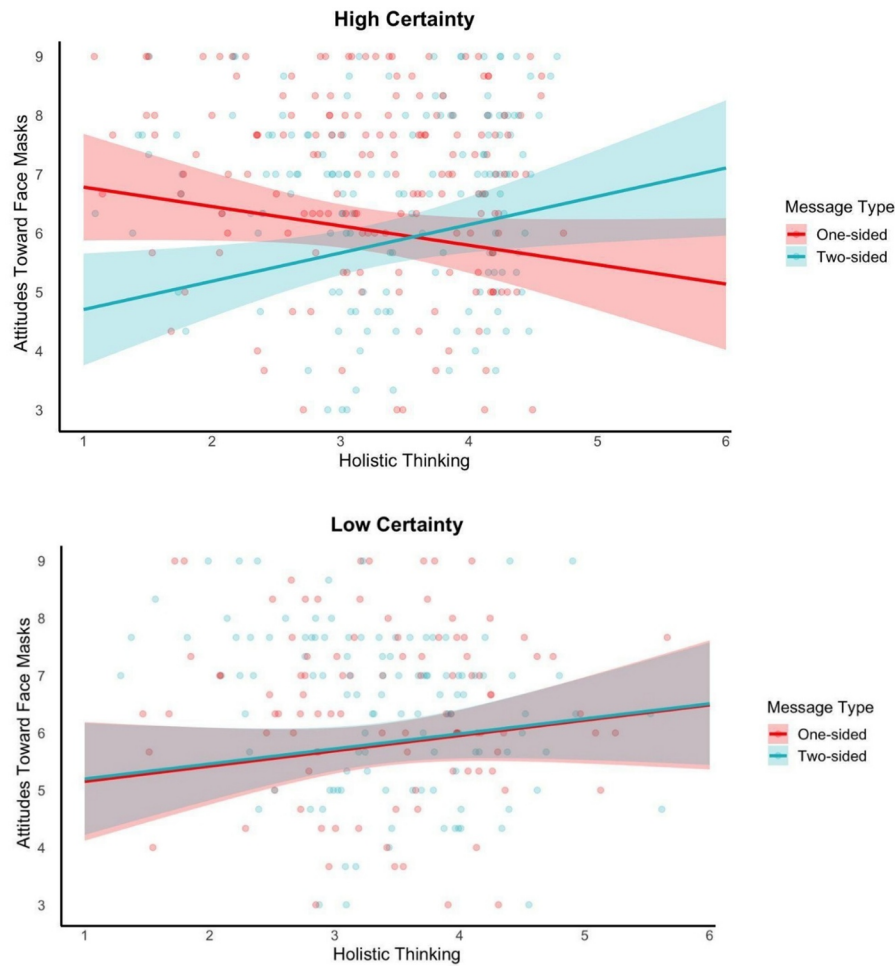 High Certainty
Attitudes Toward Face Masks
9
8
7
6
5
4
3
1 2 3 4 5 6
Holistic Thinking
Message Type
One-sided
Two-sided
Low Certainty
Attitudes Toward Face Masks
9
8
7
6
5
4
3
1 2 3 4 5 6
Holistic Thinking
Message Type
One-sided
Two-sided